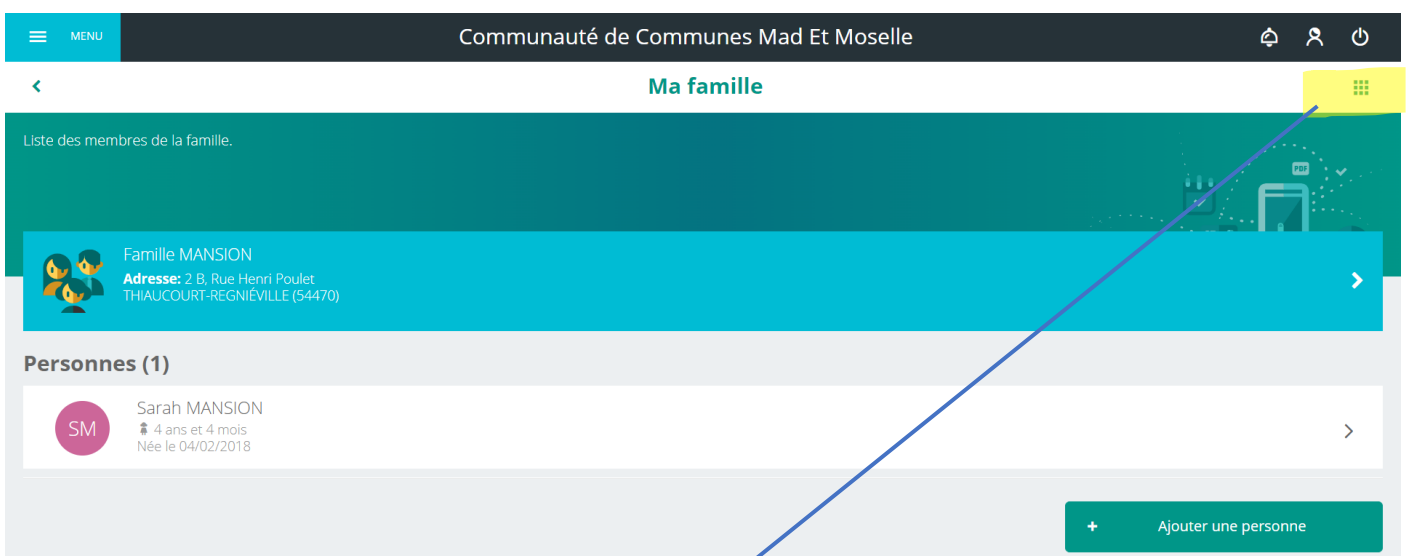 MENU
Communauté de Communes Mad Et Moselle
Ma famille
Liste des membres de la famille.
PDF
Famille MANSION
Adresse: 2 B, Rue Henri Poulet
THIAUCOURT-REGNIÉVILLE (54470)
Personnes (1)
SM
Sarah MANSION
4 ans et 4 mois
Née le 04/02/2018
+ Ajouter une personne